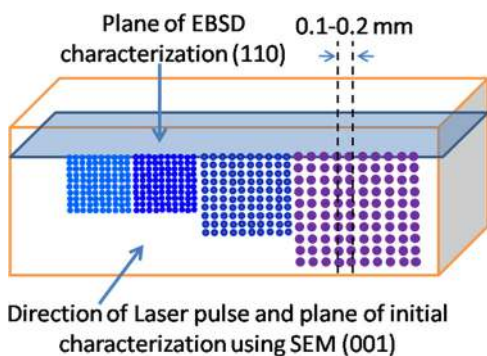 Plane of EBSD
characterization (110)
0.1-0.2 mm
Direction of Laser pulse and plane of initial
characterization using SEM (001)